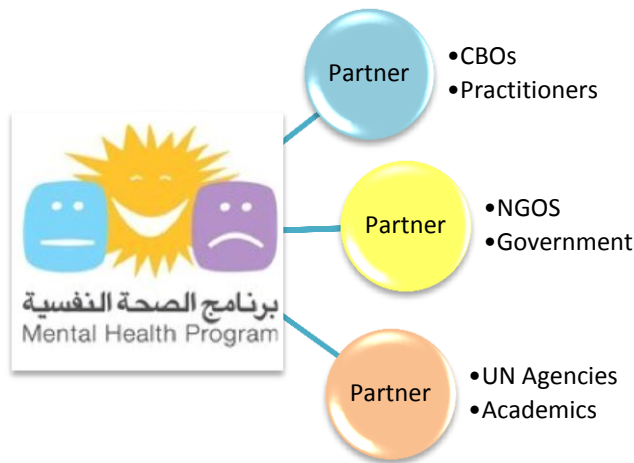 Partner
•CBOs
•Practitioners
برنامج الصحة النفسية
Mental Health Program
Partner
•NGOS
•Government
Partner
•UN Agencies
•Academics